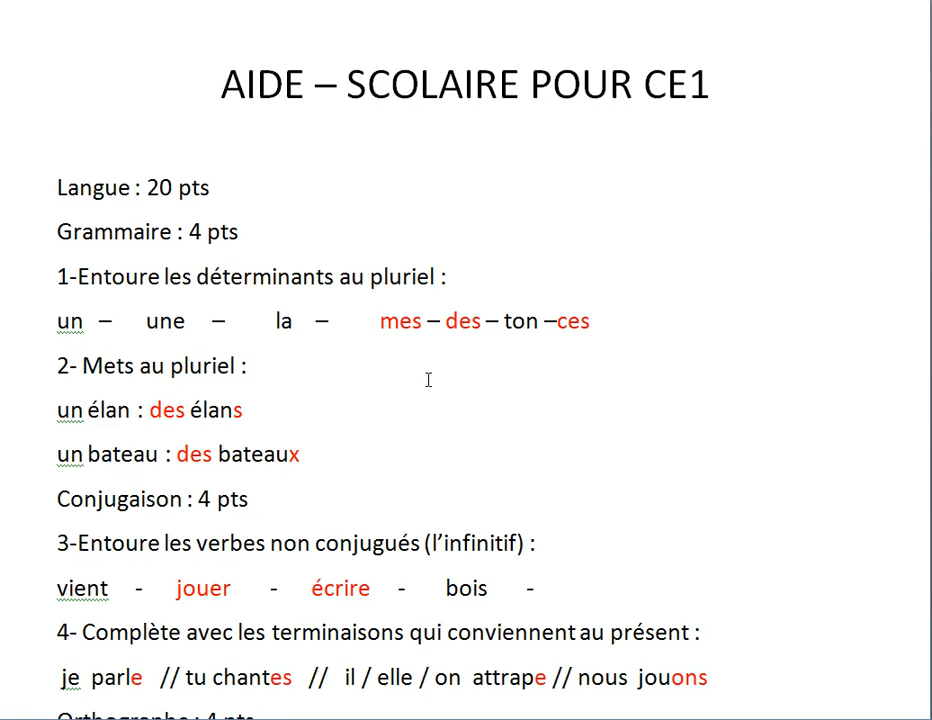 AIDE – SCOLAIRE POUR CE1
Langue : 20 pts
Grammaire : 4 pts
1-Entoure les déterminants au pluriel :
un – une – la – mes – des – ton –ces
2- Mets au pluriel :
un élan : des élans
un bateau : des bateaux
Conjugaison : 4 pts
3-Entoure les verbes non conjugués (l’infinitif) :
vient - jouer - écrire - bois -
4- Complète avec les terminaisons qui conviennent au présent :
je parle // tu chantes // il / elle / on attrape // nous jouons
Orthographe : 4 pts